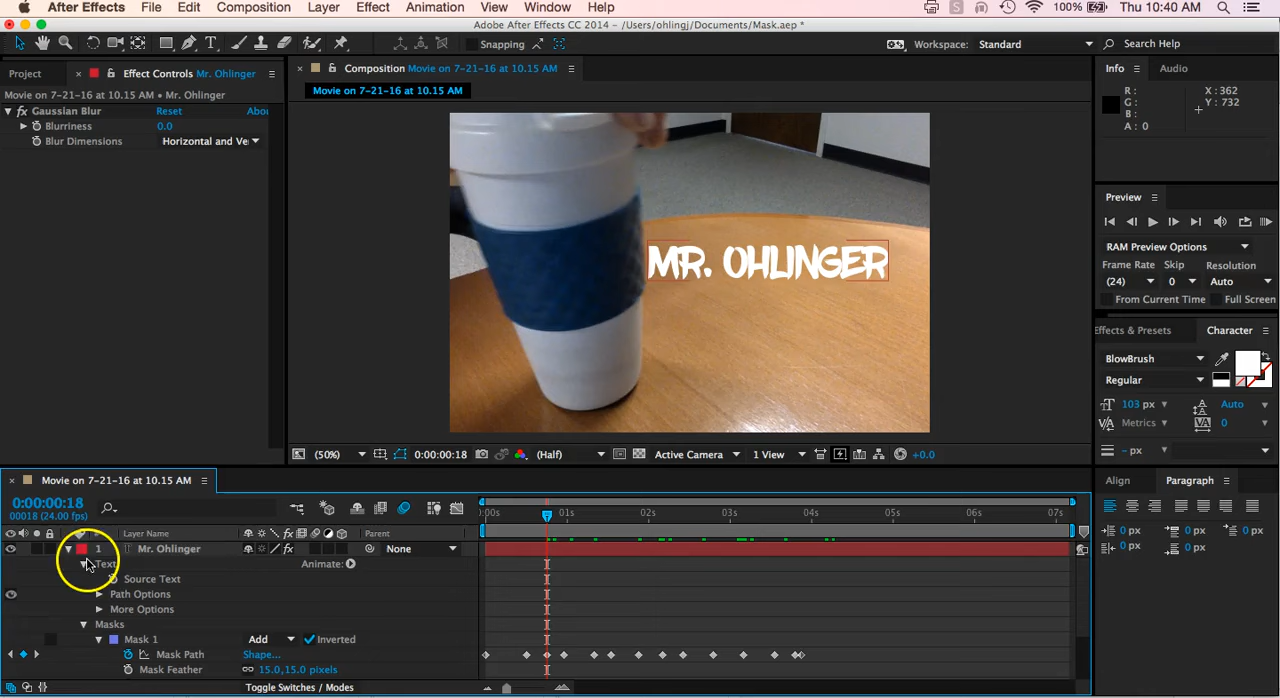 After Effects File Edit Composition Layer Effect Animation View Window Help 100% Thu 10:40 AM
Adobe After Effects CC 2014 - /Users/ohlingj/Documents/Mask.aep *
Snapping Workspace: Standard Search Help
Project Effect Controls Mr. Ohlinger
Movie on 7-21-16 at 10.15 AM • Mr. Ohlinger
fx Gaussian Blur Reset Abou
Blurriness 0.0
Blur Dimensions Horizontal and Ve
Composition Movie on 7-21-16 at 10.15 AM
Movie on 7-21-16 at 10.15 AM
MR. OHLINGER
(50%) 0:00:00:18 (Half) Active Camera 1 View +0.0
Info Audio
R: X: 362
G: Y: 732
B:
A: 0
Preview
RAM Preview Options
Frame Rate Skip Resolution
(24) 0 Auto
From Current Time Full Screen
Effects & Presets Character
BlowBrush
Regular
103 px Auto
Metrics 0
- px
Align Paragraph
0 px 0 px 0 px
0 px 0 px
Movie on 7-21-16 at 10.15 AM
0:00:00:18
00018 (24.00 fps)
:00s 01s 02s 03s 04s 05s 06s 07s
# Layer Name fx Parent
1 T Mr. Ohlinger fx None
Text Animate:
Source Text
Path Options
More Options
Masks
Mask 1 Add Inverted
Mask Path Shape...
Mask Feather 15.0,15.0 pixels
Toggle Switches / Modes